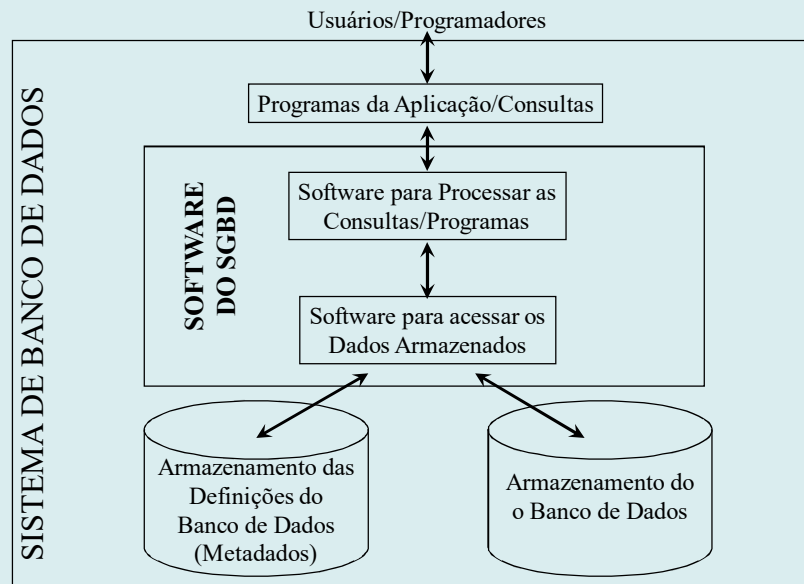 Usuários/Programadores
SISTEMA DE BANCO DE DADOS
Programas da Aplicação/Consultas
SOFTWARE
DO SGBD
Software para Processar as
Consultas/Programas
Software para acessar os
Dados Armazenados
Armazenamento das
Definições do
Banco de Dados
(Metadados)
Armazenamento do
o Banco de Dados